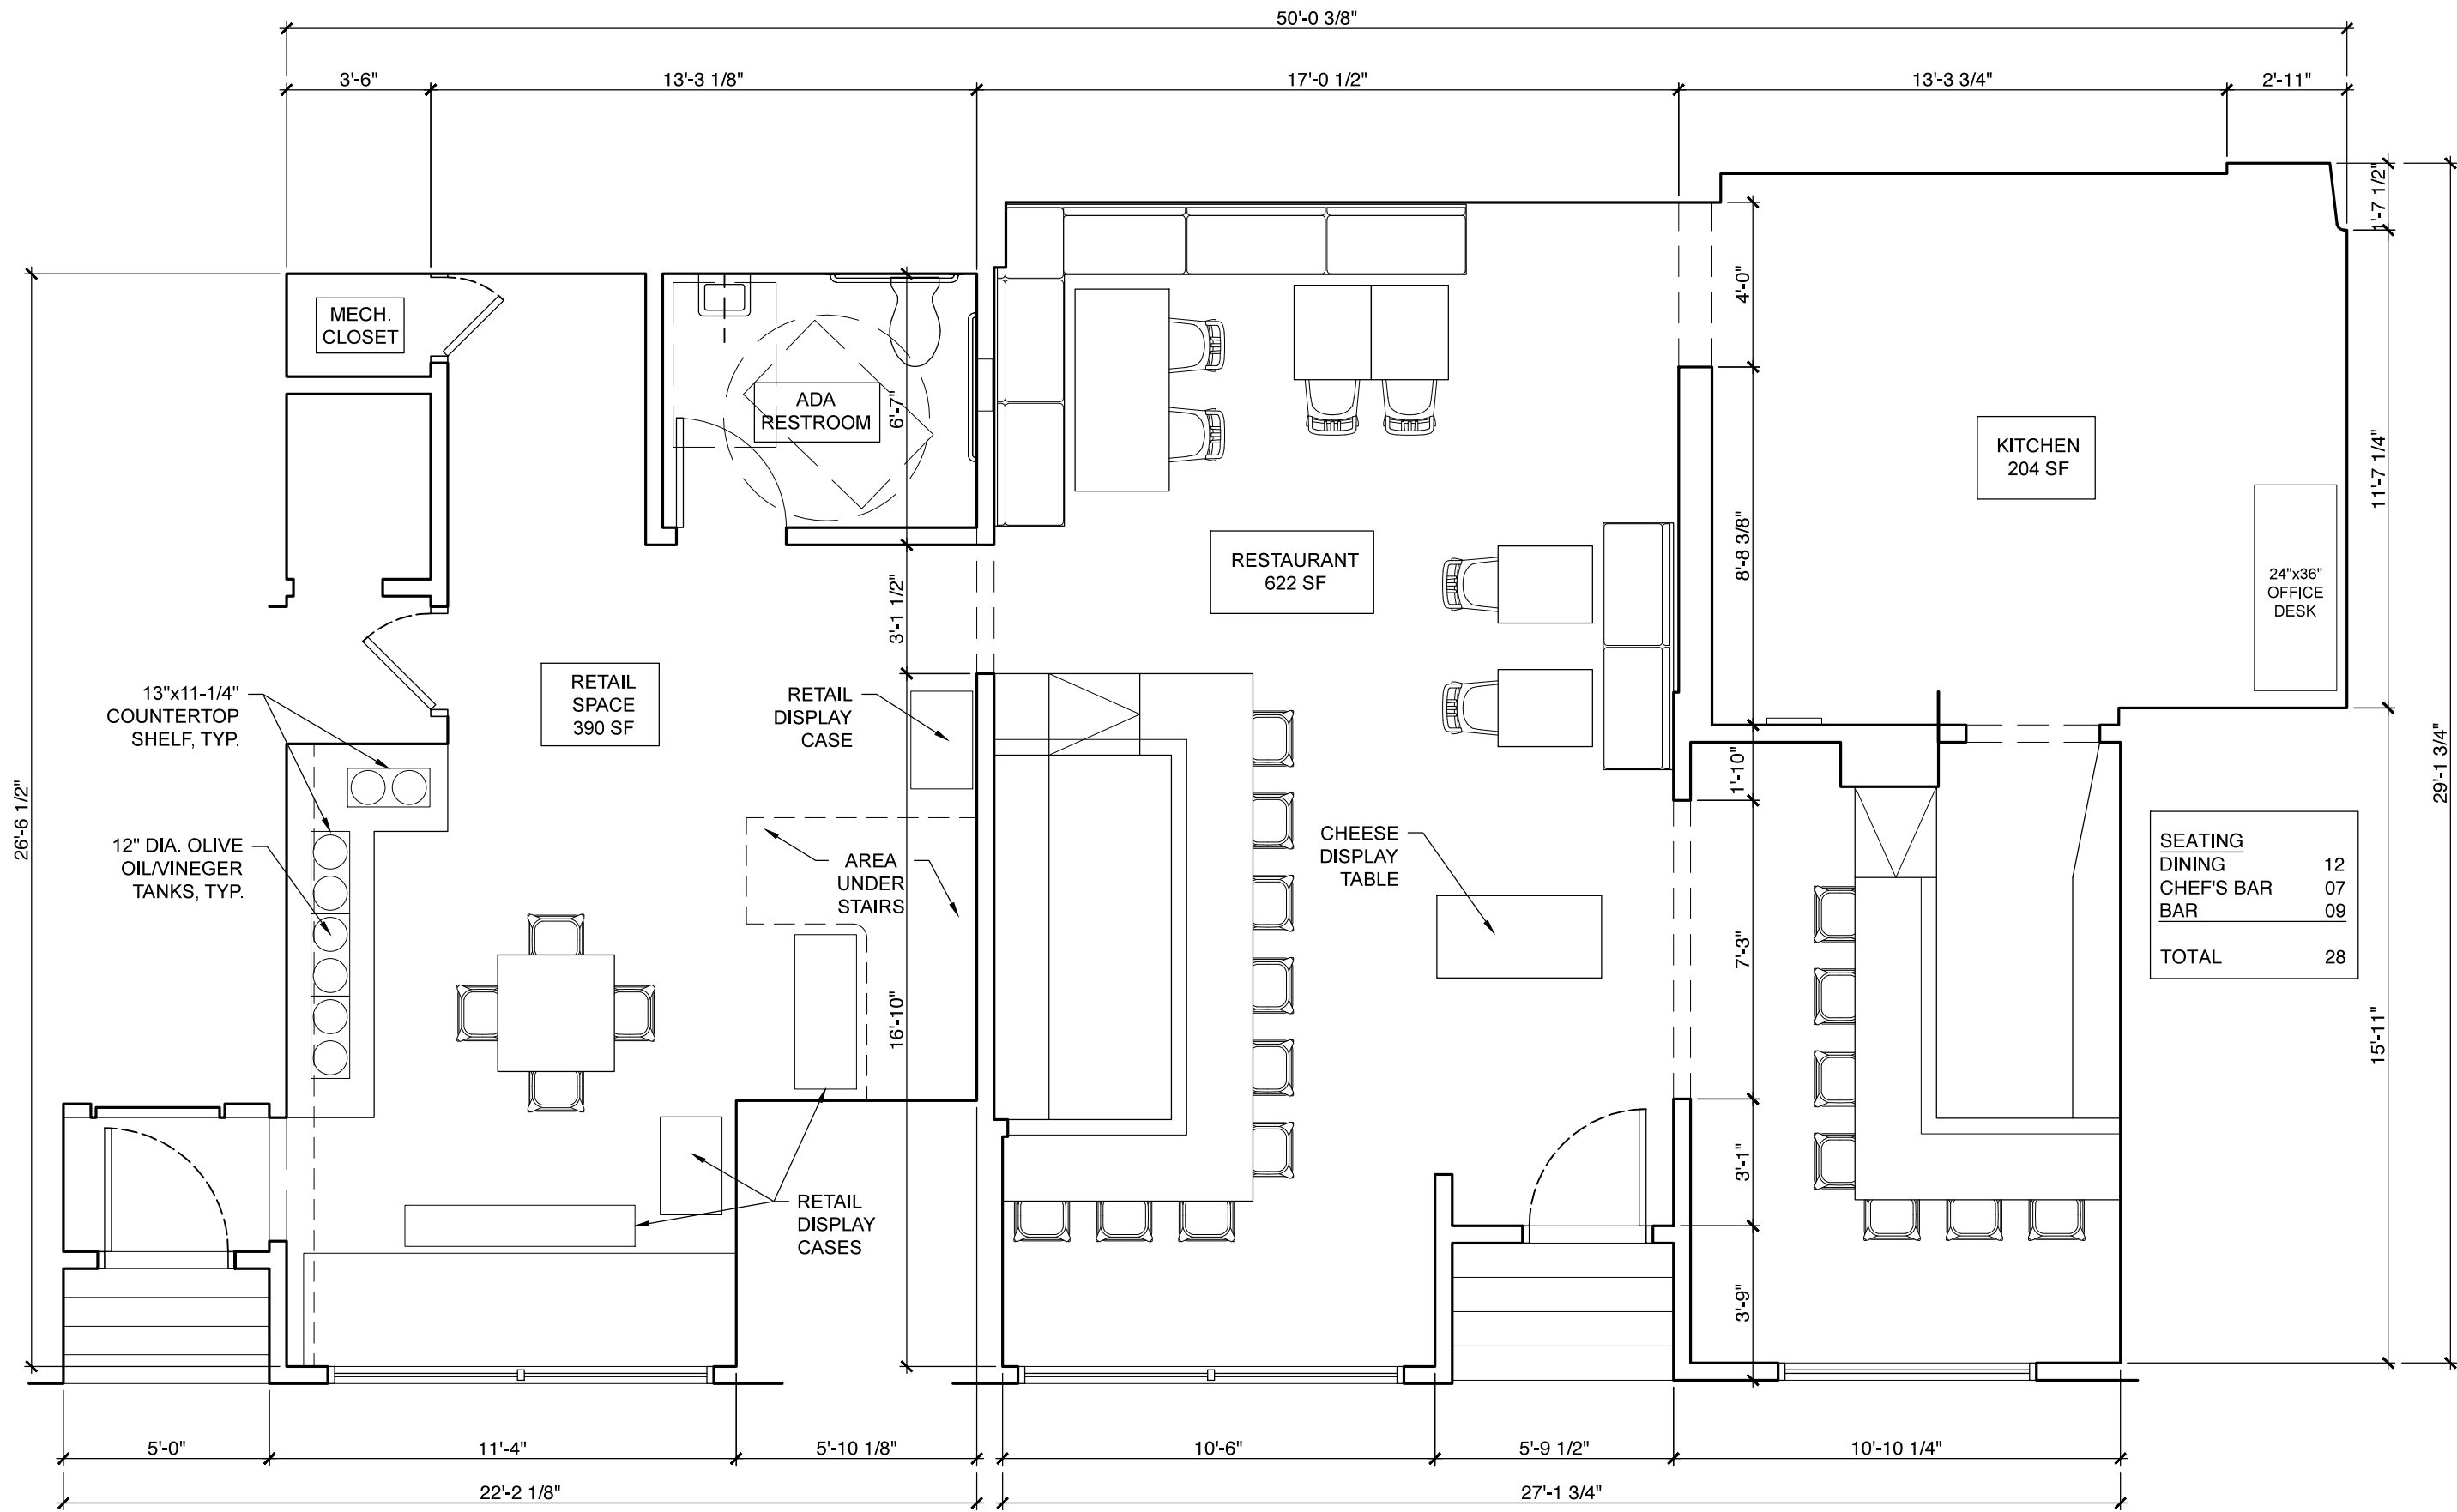 50'-0 3/8"
3'-6"
13'-3 1/8"
17'-0 1/2"
13'-3 3/4"
2'-11"
1'-7 1/2"
4'-0"
MECH.
CLOSET
ADA
RESTROOM
6'-7"
KITCHEN
204 SF
11'-7 1/4"
8'-8 3/8"
RESTAURANT
622 SF
24"x36"
OFFICE
DESK
3'-1 1/2"
RETAIL
SPACE
390 SF
13"x11-1/4"
COUNTERTOP
SHELF, TYP.
RETAIL
DISPLAY
CASE
1'-10"
26'-6 1/2"
29'-1 3/4"
12" DIA. OLIVE
OIL/VINEGER
TANKS, TYP.
AREA
UNDER
STAIRS
CHEESE
DISPLAY
TABLE
SEATING
DINING 12
CHEF'S BAR 07
BAR 09
TOTAL 28
7'-3"
16'-10"
15'-11"
3'-1"
RETAIL
DISPLAY
CASES
3'-9"
5'-0"
11'-4"
5'-10 1/8"
10'-6"
5'-9 1/2"
10'-10 1/4"
22'-2 1/8"
27'-1 3/4"